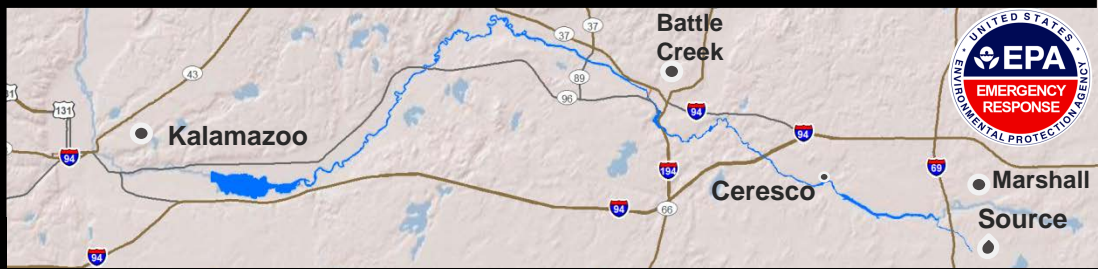 Battle
Creek
37
37
43
89
96
131
94
Kalamazoo
94
94
194
Ceresco
69
Marshall
94
66
Source
94
UNITED STATES
EPA
EMERGENCY
RESPONSE
ENVIRONMENTAL PROTECTION AGENCY